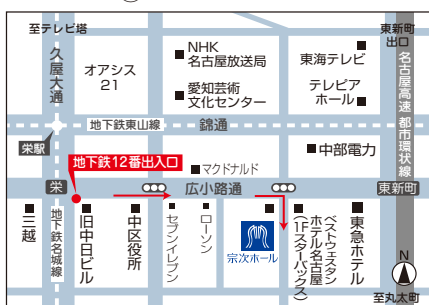 至テレビ塔
東新町
出口
久屋大通
オアシス
21
NHK
名古屋放送局
愛知芸術
文化センター
東海テレビ
テレピア
ホール
名古屋高速 都市環状線
地下鉄東山線
錦通
栄駅
地下鉄12番出入口
マクドナルド
中部電力
栄
広小路通
東新町
三越
地下鉄名城線
旧中日ビル
中区役所
セブンイレブン
ローソン
宗次ホール
ベストウェスタン
ホテル名古屋
(1Fスターバックス)
東急ホテル
N
至丸太町